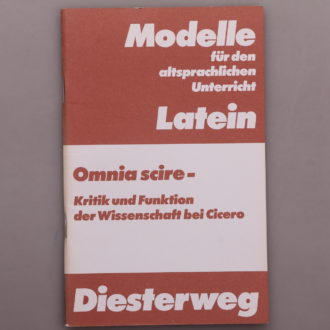 Modelle
für den
altsprachlichen
Unterricht
Latein
Omnia scire –
Kritik und Funktion
der Wissenschaft bei Cicero
Diesterweg